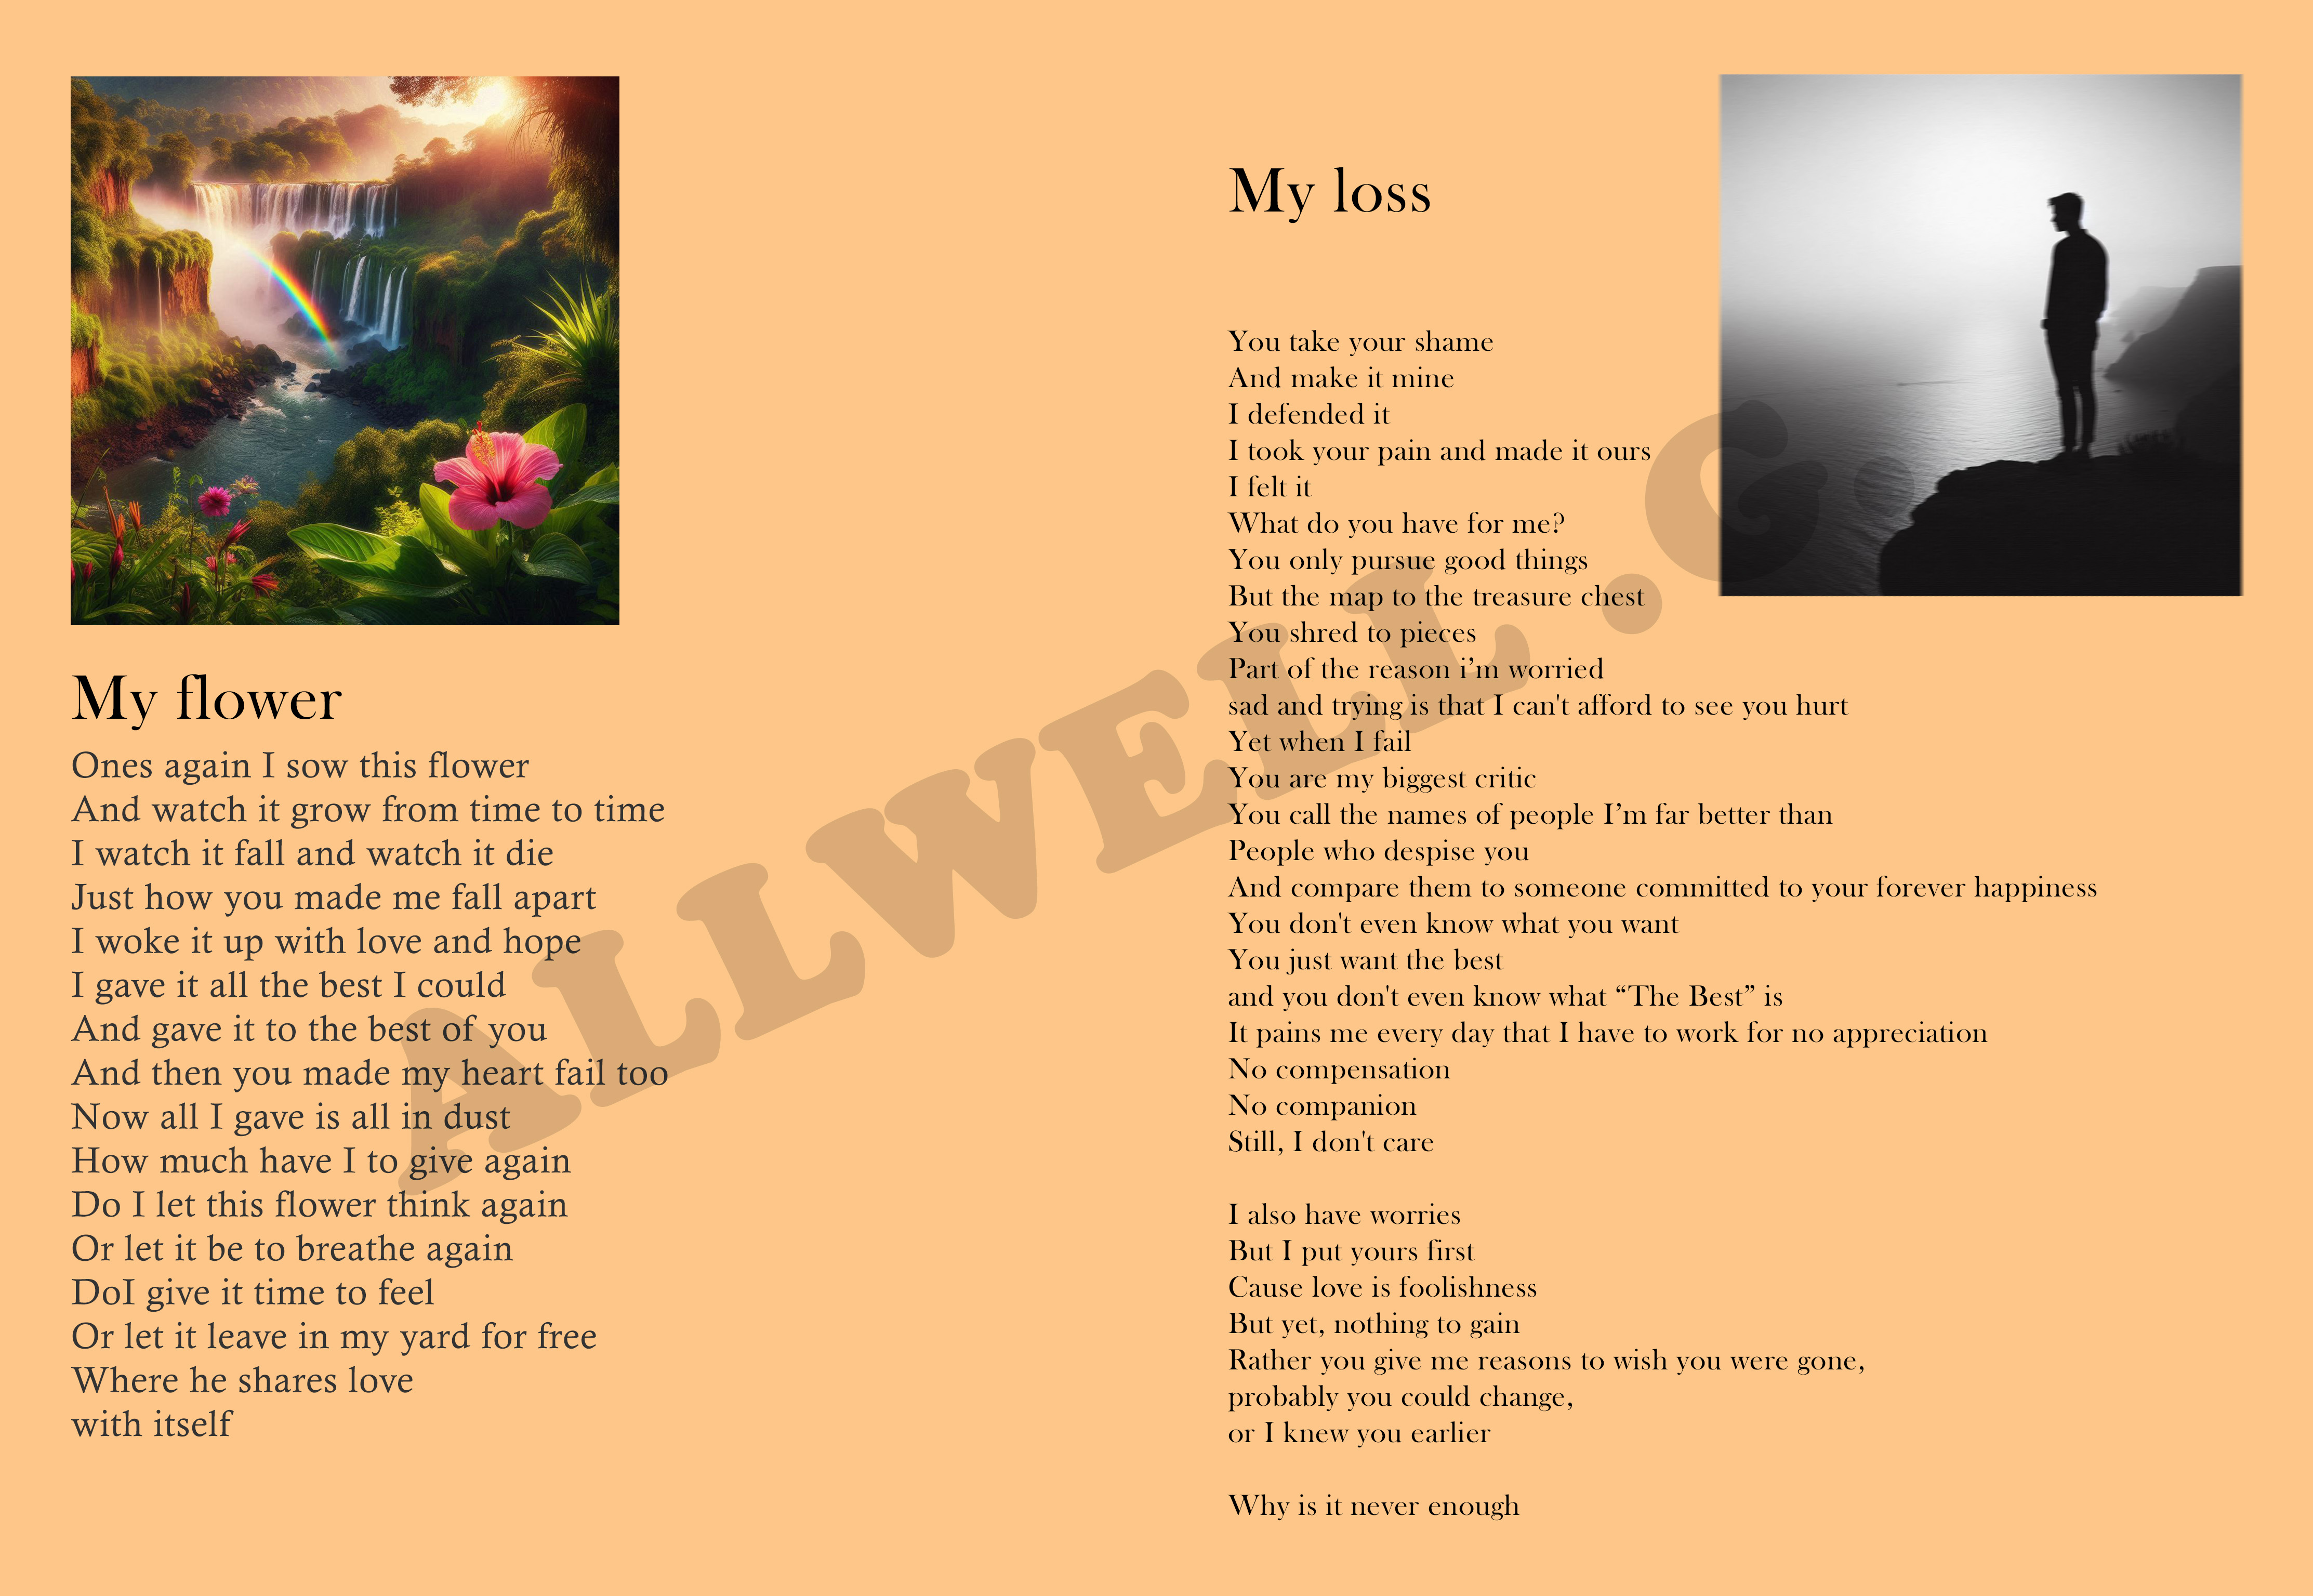 My flower
Ones again I sow this flower
And watch it grow from time to time
I watch it fall and watch it die
Just how you made me fall apart
I woke it up with love and hope
I gave it all the best I could
And gave it to the best of you
And then you made my heart fail too
Now all I gave is all in dust
How much have I to give again
Do I let this flower think again
Or let it be to breathe again
DoI give it time to feel
Or let it leave in my yard for free
Where he shares love
with itself
My loss
You take your shame
And make it mine
I defended it
I took your pain and made it ours
I felt it
What do you have for me?
You only pursue good things
But the map to the treasure chest
You shred to pieces
Part of the reason i’m worried
sad and trying is that I can't afford to see you hurt
Yet when I fail
You are my biggest critic
You call the names of people I’m far better than
People who despise you
And compare them to someone committed to your forever happiness
You don't even know what you want
You just want the best
and you don't even know what “The Best” is
It pains me every day that I have to work for no appreciation
No compensation
No companion
Still, I don't care
I also have worries
But I put yours first
Cause love is foolishness
But yet, nothing to gain
Rather you give me reasons to wish you were gone,
probably you could change,
or I knew you earlier
Why is it never enough
ALLWELL .G.